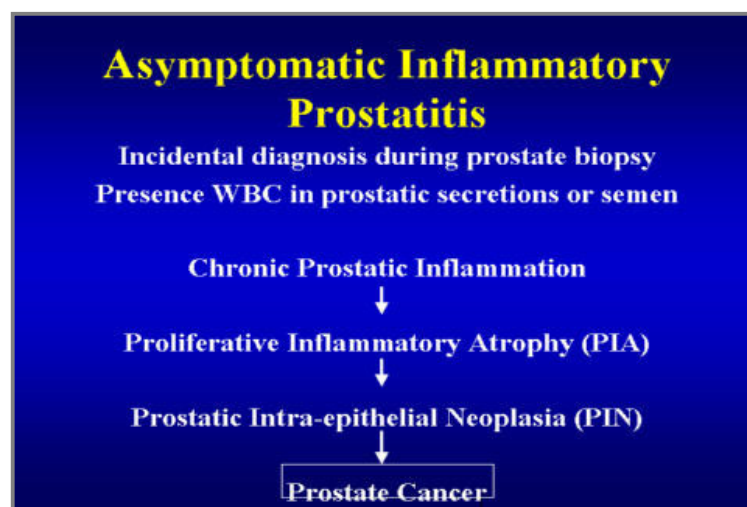 Asymptomatic Inflammatory
Prostatitis
Incidental diagnosis during prostate biopsy
Presence WBC in prostatic secretions or semen
Chronic Prostatic Inflammation
Proliferative Inflammatory Atrophy (PIA)
Prostatic Intra-epithelial Neoplasia (PIN)
Prostate Cancer